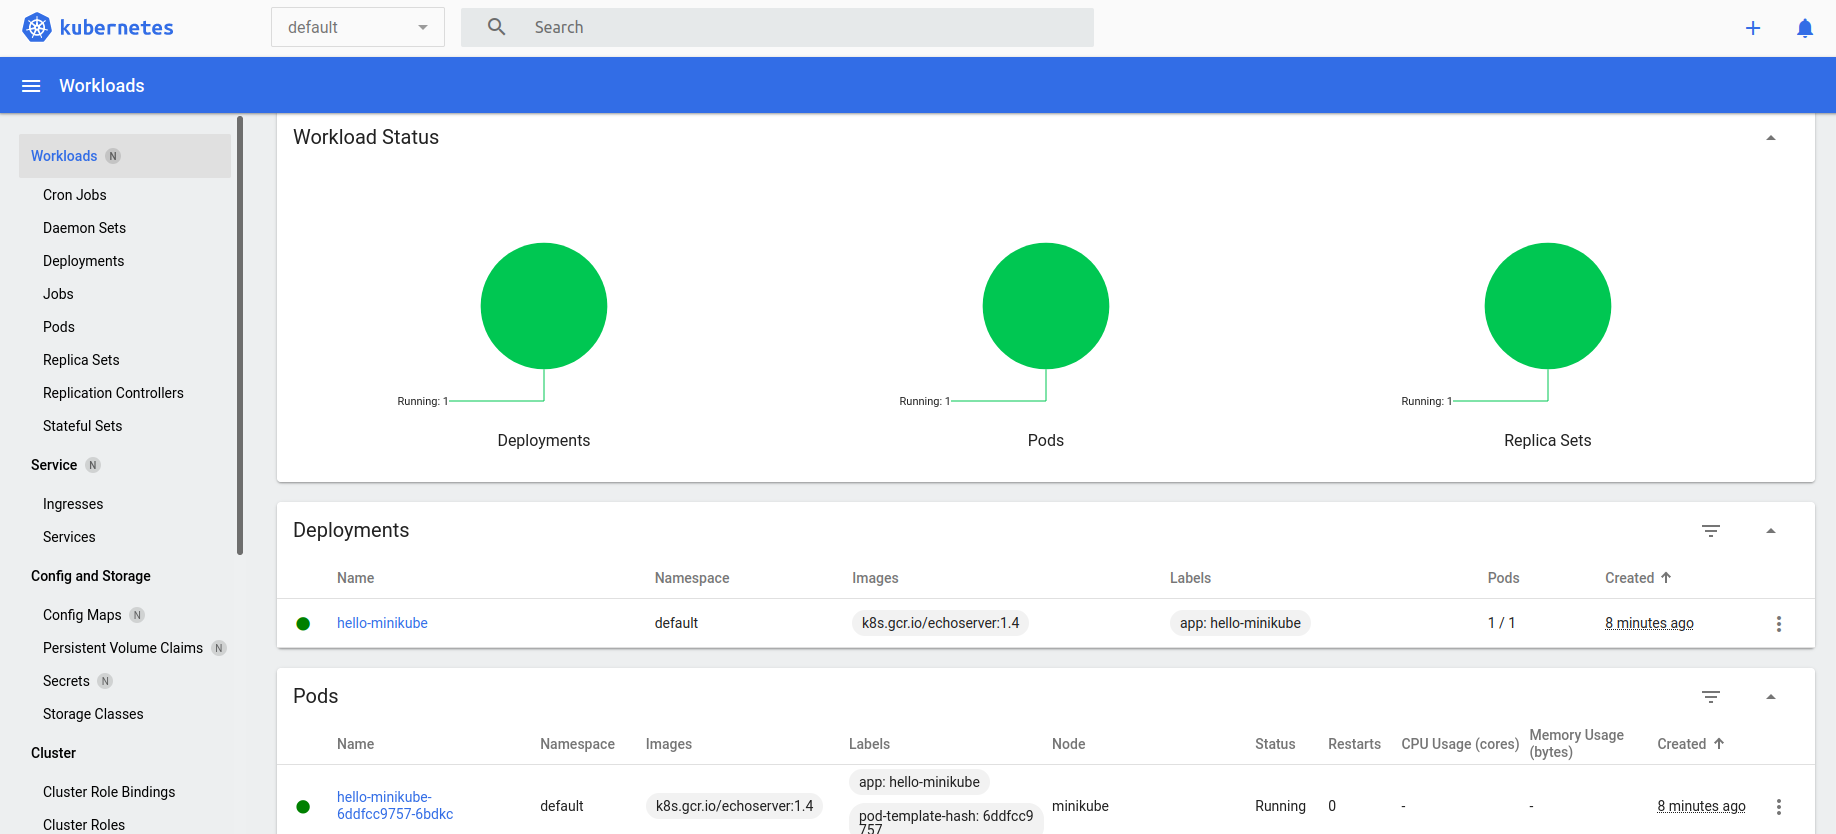 kubernetes
default
Search
Workloads
Workloads N
Cron Jobs
Daemon Sets
Deployments
Jobs
Pods
Replica Sets
Replication Controllers
Stateful Sets
Service N
Ingresses
Services
Config and Storage
Config Maps N
Persistent Volume Claims N
Secrets N
Storage Classes
Cluster
Cluster Role Bindings
Cluster Roles
Workload Status
Running: 1
Deployments
Running: 1
Pods
Running: 1
Replica Sets
Deployments
Name Namespace Images Labels Pods Created
hello-minikube default k8s.gcr.io/echoserver:1.4 app: hello-minikube 1 / 1 8 minutes ago
Pods
Name Namespace Images Labels Node Status Restarts CPU Usage (cores) Memory Usage
(bytes) Created
app: hello-minikube
hello-minikube-
6ddfcc9757-6bdkc default k8s.gcr.io/echoserver:1.4 minikube Running 0 - - 8 minutes ago
pod-template-hash: 6ddfcc9
757